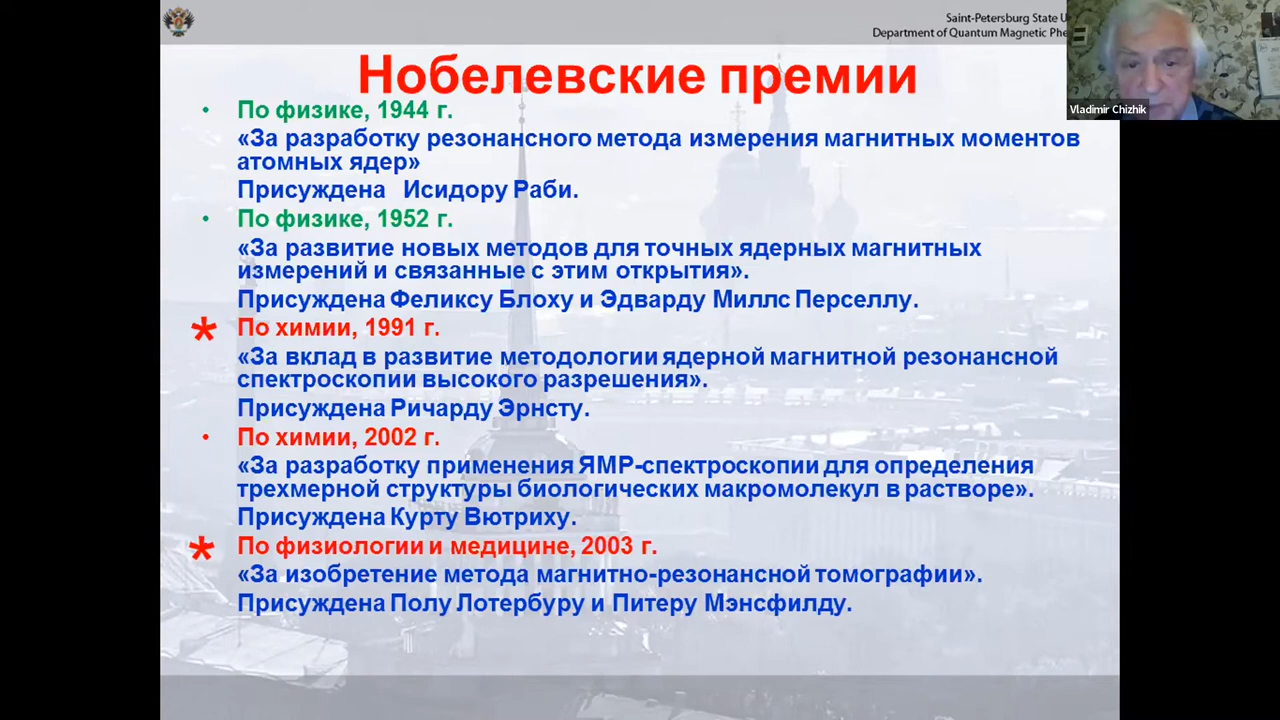 Saint-Petersburg State
Department of Quantum Magnetic
Vladimir Chizhik
Нобелевские премии
• По физике, 1944 г.
«За разработку резонансного метода измерения магнитных моментов
атомных ядер»
Присуждена Исидору Раби.
• По физике, 1952 г.
«За развитие новых методов для точных ядерных магнитных
измерений и связанные с этим открытия».
Присуждена Феликсу Блоху и Эдварду Миллс Перселлу.
* По химии, 1991 г.
«За вклад в развитие методологии ядерной магнитной резонансной
спектроскопии высокого разрешения».
Присуждена Ричарду Эрнсту.
• По химии, 2002 г.
«За разработку применения ЯМР-спектроскопии для определения
трехмерной структуры биологических макромолекул в растворе».
Присуждена Курту Вютриху.
* По физиологии и медицине, 2003 г.
«За изобретение метода магнитно-резонансной томографии».
Присуждена Полу Лотербуру и Питеру Мэнсфилду.